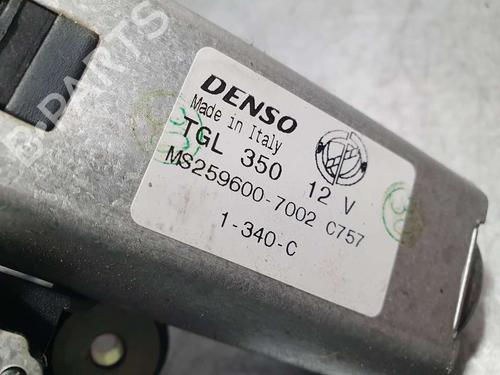 B-PARTS
DENSO
Made in Italy
TGL 350 12 V
MS259600-7002 C757
1-340-C